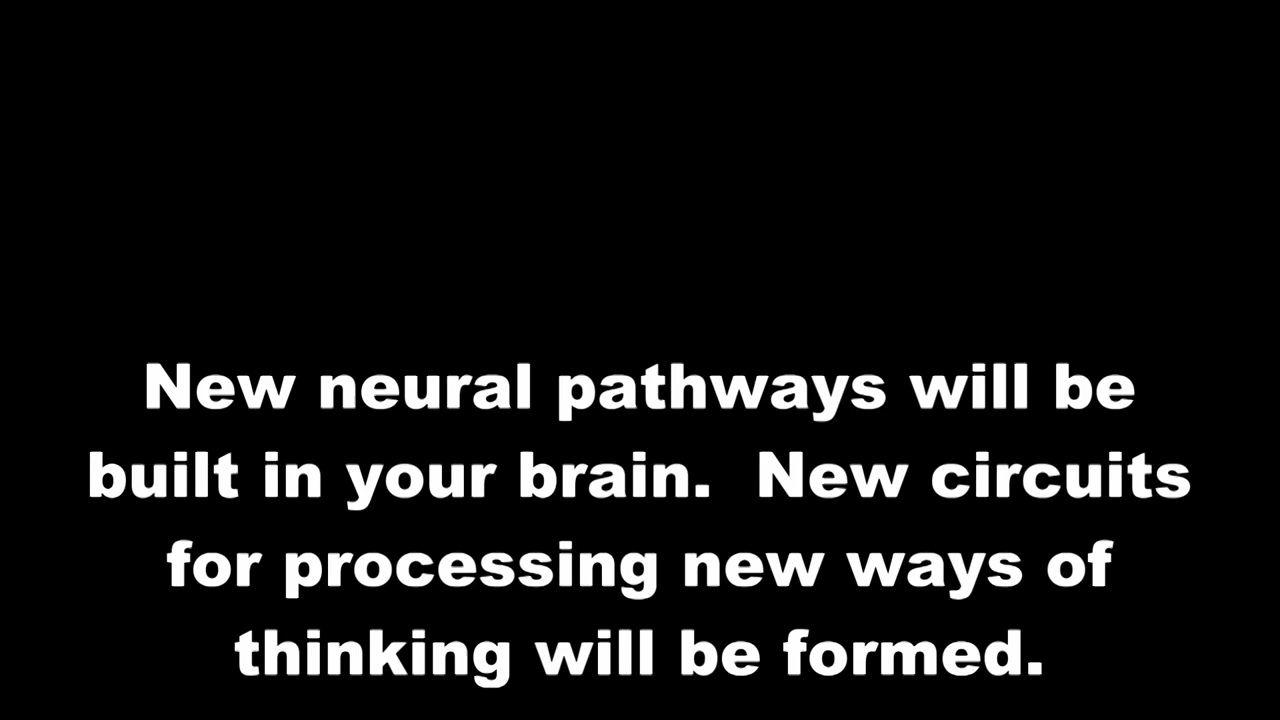 New neural pathways will be
built in your brain.  New circuits
for processing new ways of
thinking will be formed.